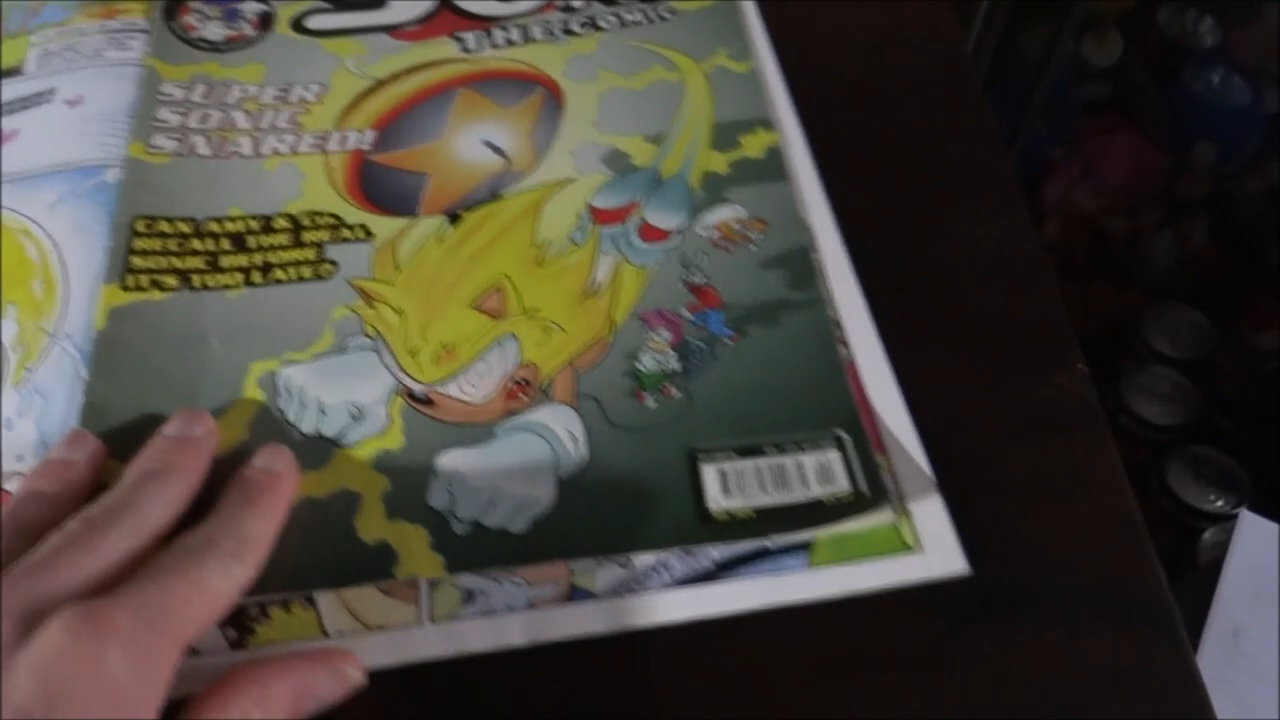 THE COMIC
SUPER
SONIC
SNARED!
CAN AMY & Co.
RECALL THE REAL
SONIC BEFORE
IT'S TOO LATE?